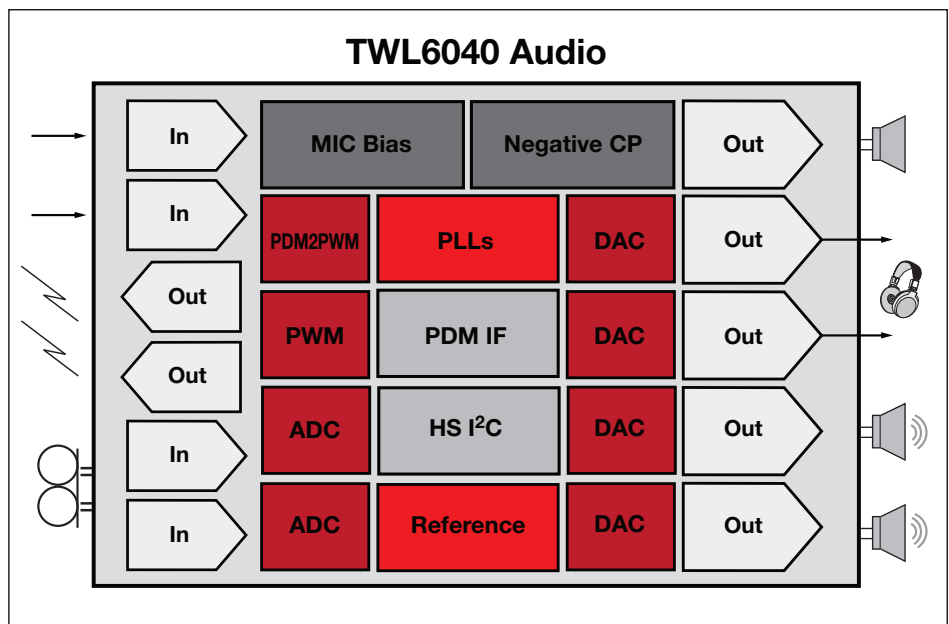 TWL6040 Audio
In
MIC Bias
Negative CP
Out
In
PDM2PWM
PLLs
DAC
Out
Out
PWM
PDM IF
DAC
Out
Out
ADC
HS I²C
DAC
Out
In
In
ADC
Reference
DAC
Out